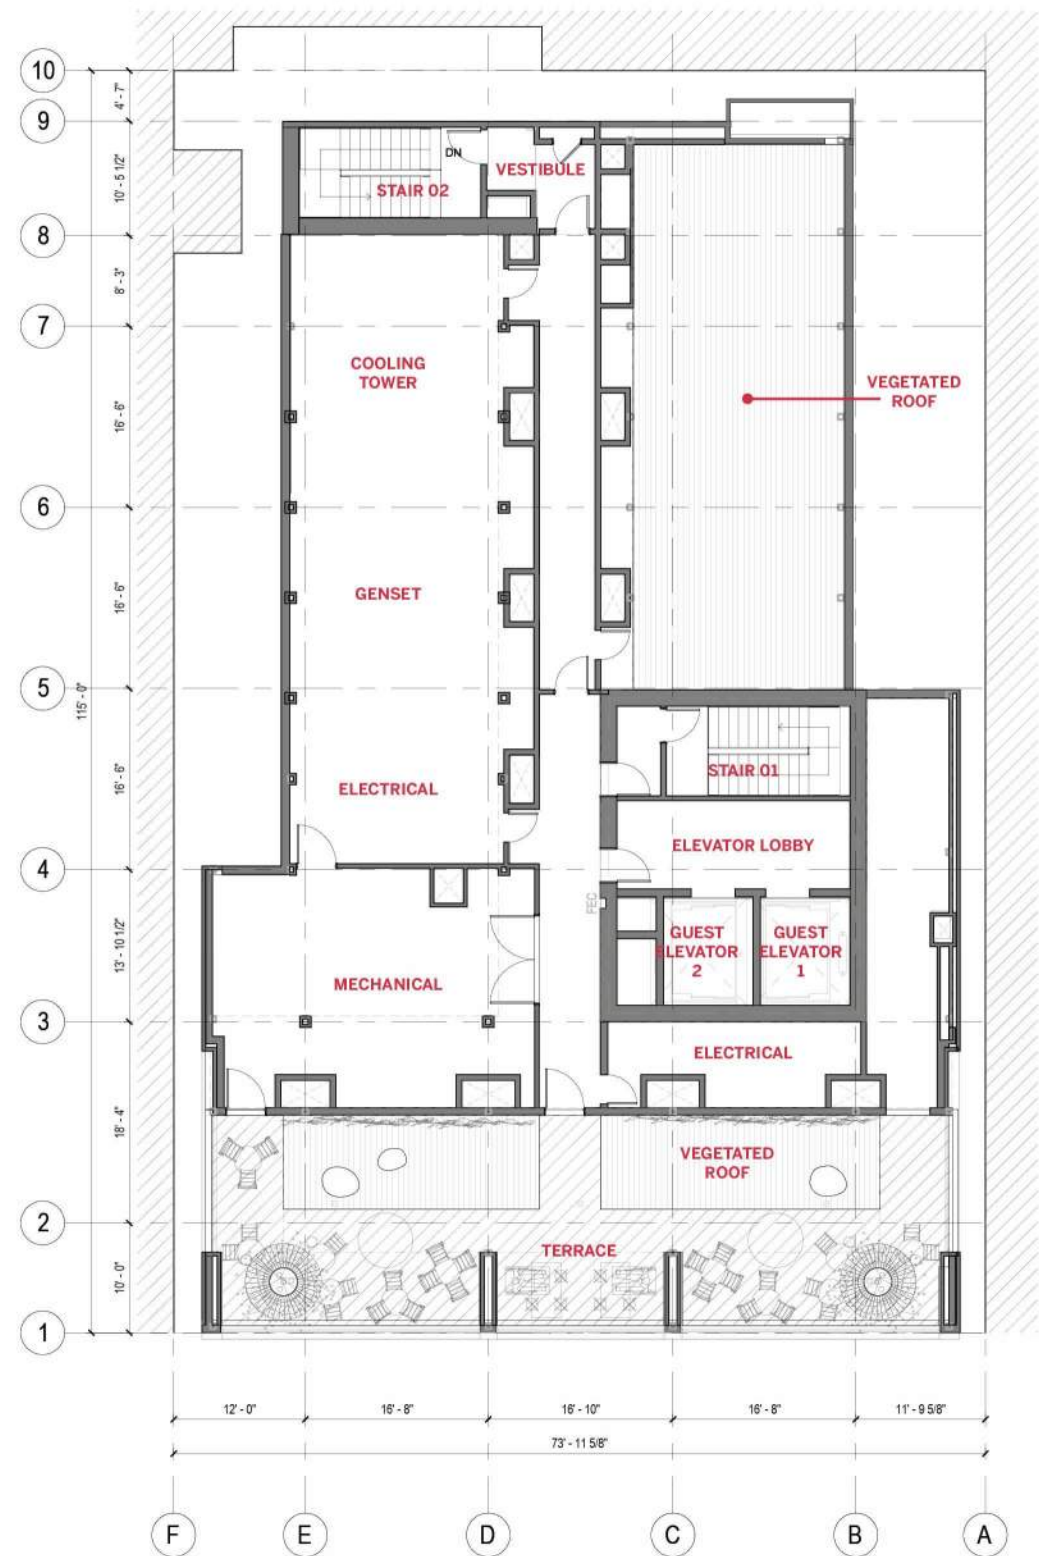 10
4' - 7"
9
10' - 5 1/2"
DN
VESTIBULE
STAIR 02
8
8' - 3"
7
COOLING
TOWER
VEGETATED
ROOF
16' - 6"
6
GENSET
16' - 6"
5
115' - 0"
16' - 6"
STAIR 01
ELECTRICAL
ELEVATOR LOBBY
4
FEC
13' - 10 1/2"
GUEST
ELEVATOR
2
GUEST
ELEVATOR
1
MECHANICAL
3
ELECTRICAL
18' - 4"
VEGETATED
ROOF
2
TERRACE
10' - 0"
1
12' - 0"
16' - 8"
16' - 10"
16' - 8"
11' - 9 5/8"
73' - 11 5/8"
F
E
D
C
B
A